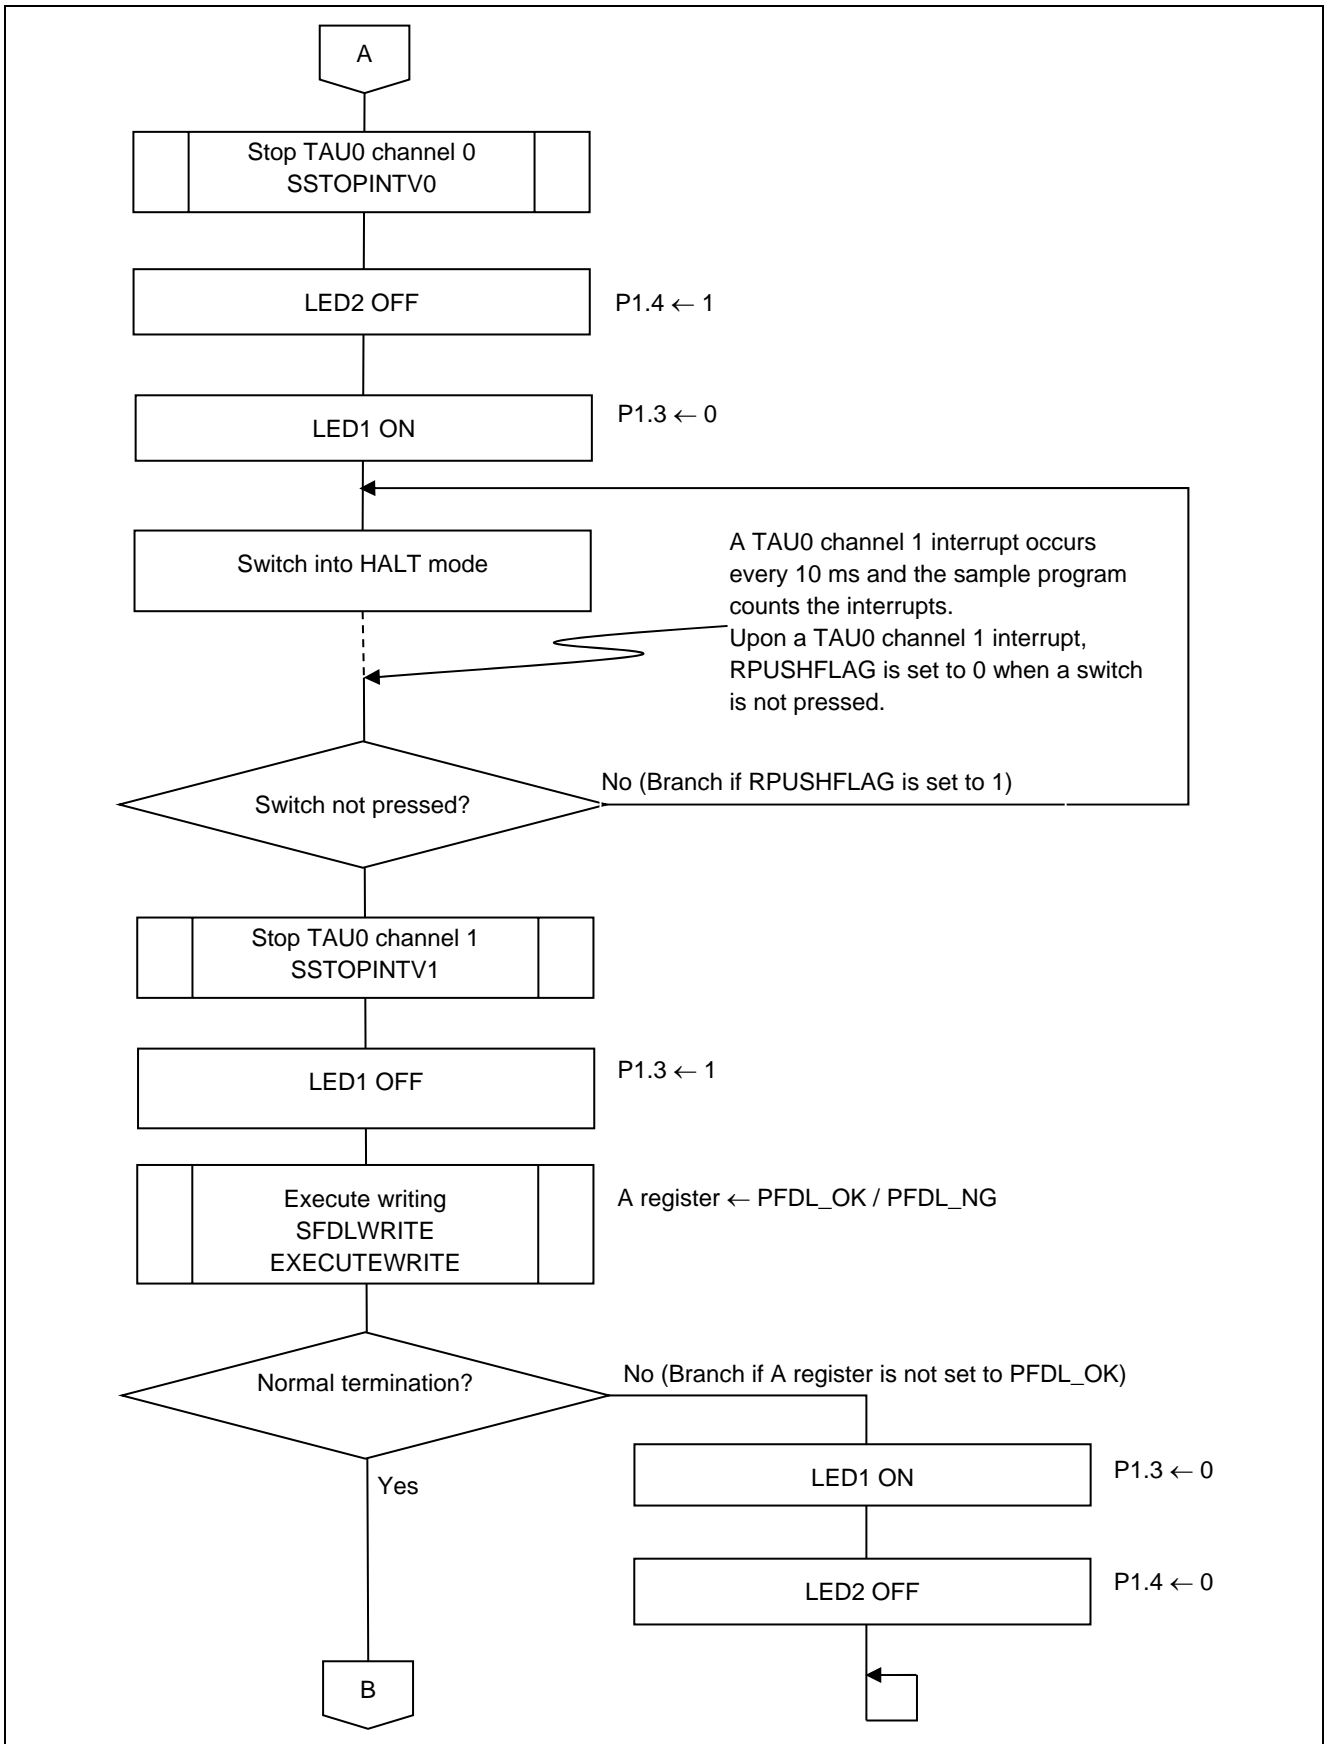 A
Stop TAU0 channel 0
SSTOPINTV0
LED2 OFF
P1.4 ← 1
LED1 ON
P1.3 ← 0
Switch into HALT mode
A TAU0 channel 1 interrupt occurs
every 10 ms and the sample program
counts the interrupts.
Upon a TAU0 channel 1 interrupt,
RPUSHFLAG is set to 0 when a switch
is not pressed.
No (Branch if RPUSHFLAG is set to 1)
Switch not pressed?
Stop TAU0 channel 1
SSTOPINTV1
LED1 OFF
P1.3 ← 1
Execute writing
SFDLWRITE
EXECUTEWRITE
A register ← PFDL_OK / PFDL_NG
Normal termination?
No (Branch if A register is not set to PFDL_OK)
Yes
LED1 ON
P1.3 ← 0
LED2 OFF
P1.4 ← 0
B